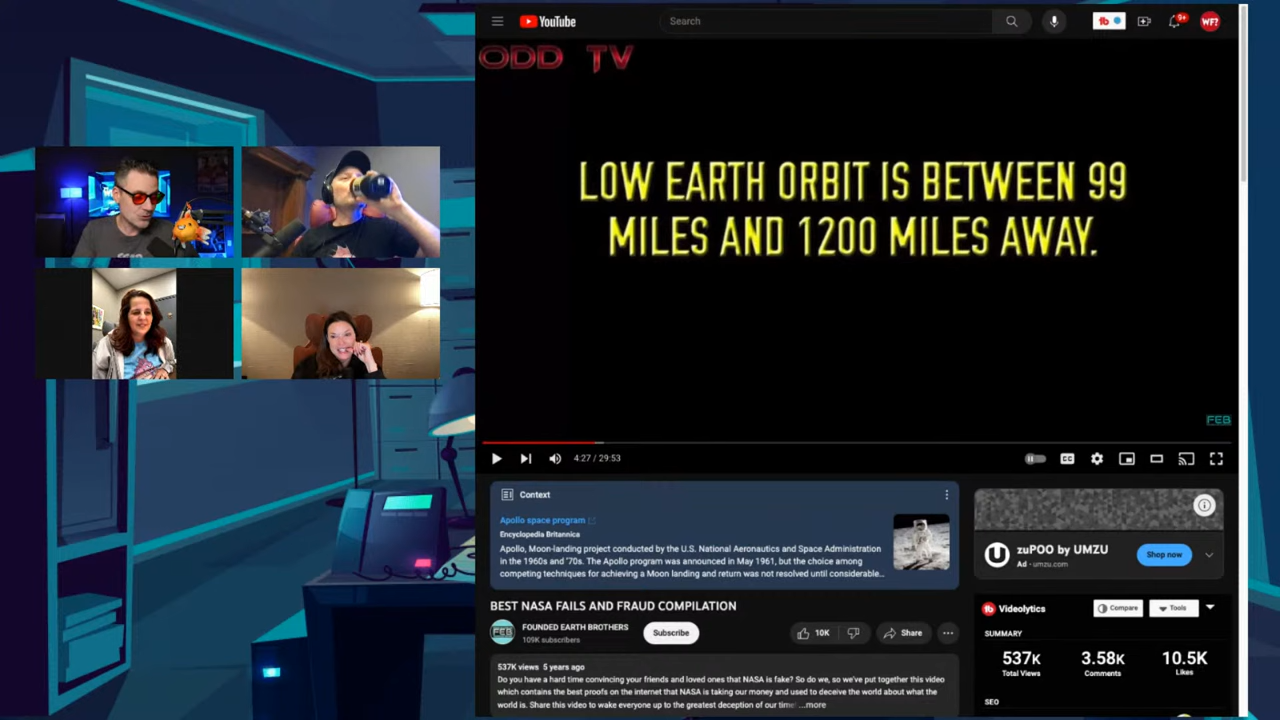 YouTube
Search
9+
WF?
ODD TV
LOW EARTH ORBIT IS BETWEEN 99
MILES AND 1200 MILES AWAY.
FEB
4:27 / 29:53
CC
Context
Apollo space program
Encyclopedia Britannica
Apollo, Moon-landing project conducted by the U.S. National Aeronautics and Space Administration
in the 1960s and '70s. The Apollo program was announced in May 1961, but the choice among
competing techniques for achieving a Moon landing and return was not resolved until considerable...
zuPOO by UMZU
Ad · umzu.com
Shop now
BEST NASA FAILS AND FRAUD COMPILATION
FEB
FOUNDED EARTH BROTHERS
109K subscribers
Subscribe
10K
Share
537K views 5 years ago
Do you have a hard time convincing your friends and loved ones that NASA is fake? So do we, so we've put together this video
which contains the best proofs on the internet that NASA is taking our money and used to deceive the world about what the
world is. Share this video to wake everyone up to the greatest deception of our time! ...more
tb Videolytics
Compare
Tools
SUMMARY
537K
3.58K
10.5K
Total Views
Comments
Likes
SEO